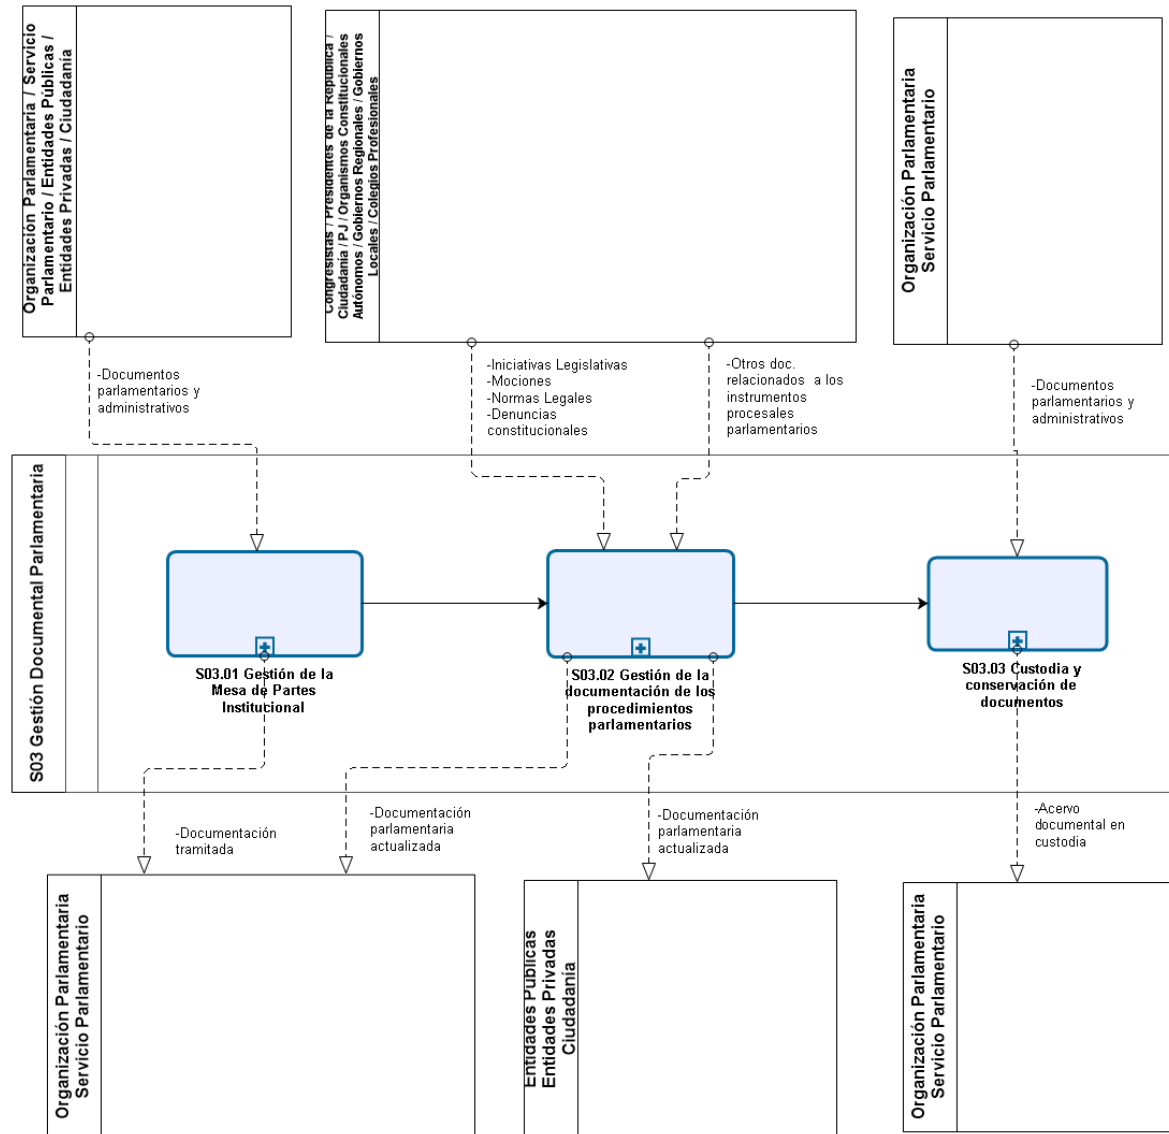 Organización Parlamentaria / Servicio
Parlamentario / Entidades Públicas /
Entidades Privadas / Ciudadanía
Congresistas / Presidentes de la República /
Ciudadanía / PJ / Organismos Constitucionales
Autónomos / Gobiernos Regionales / Gobiernos
Locales / Colegios Profesionales
Organización Parlamentaria
Servicio Parlamentario
-Documentos
parlamentarios y
administrativos
-Iniciativas Legislativas
-Mociones
-Normas Legales
-Denuncias
constitucionales
-Otros doc.
relacionados a los
instrumentos
procesales
parlamentarios
-Documentos
parlamentarios y
administrativos
S03 Gestión Documental Parlamentaria
S03.01 Gestión de la
Mesa de Partes
Institucional
S03.02 Gestión de la
documentación de los
procedimientos
parlamentarios
S03.03 Custodia y
conservación de
documentos
-Documentación
tramitada
-Documentación
parlamentaria
actualizada
-Documentación
parlamentaria
actualizada
-Acervo
documental en
custodia
Organización Parlamentaria
Servicio Parlamentario
Entidades Públicas
Entidades Privadas
Ciudadanía
Organización Parlamentaria
Servicio Parlamentario